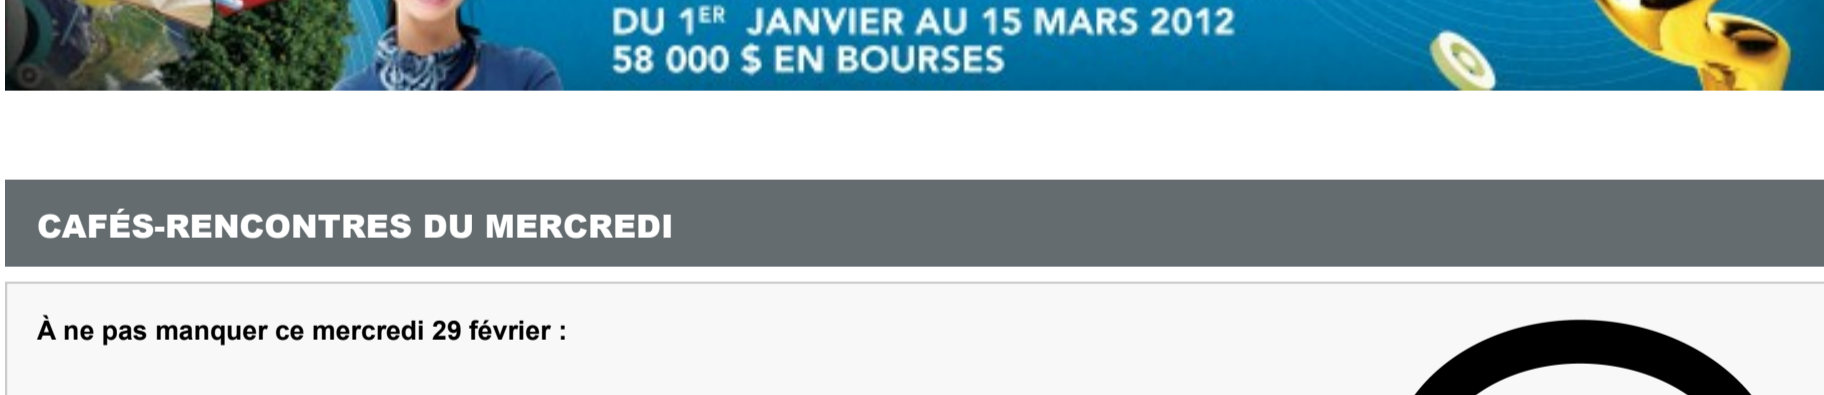 DU 1ER JANVIER AU 15 MARS 2012
58 000 $ EN BOURSES
CAFÉS-RENCONTRES DU MERCREDI
À ne pas manquer ce mercredi 29 février :